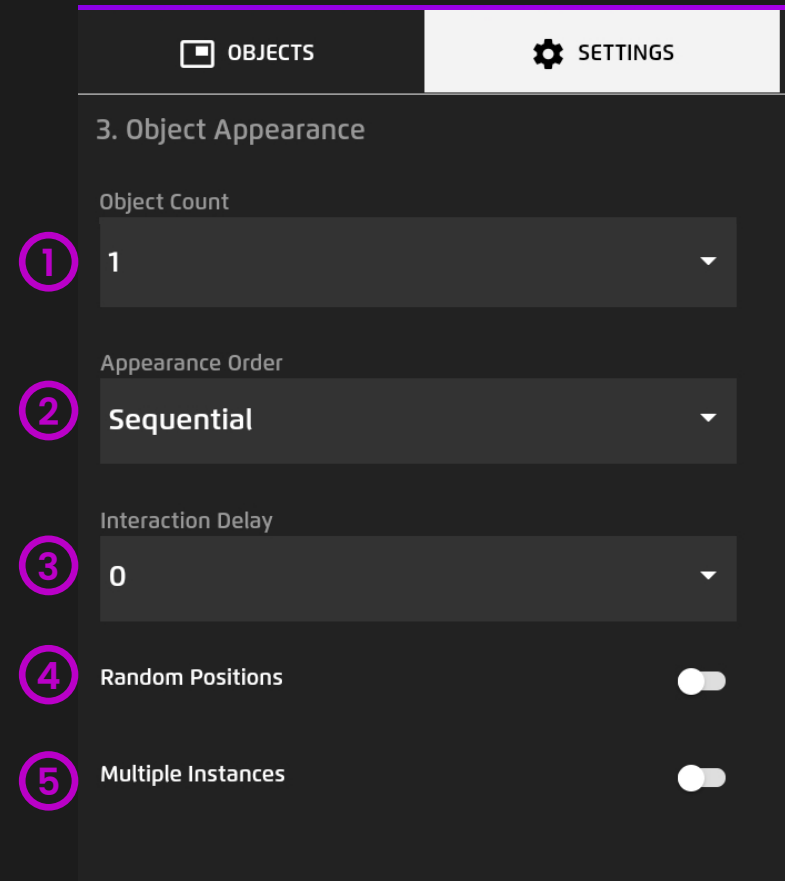 OBJECTS
SETTINGS
3. Object Appearance
Object Count
1
1
Appearance Order
2
Sequential
Interaction Delay
3
0
4
Random Positions
5
Multiple Instances